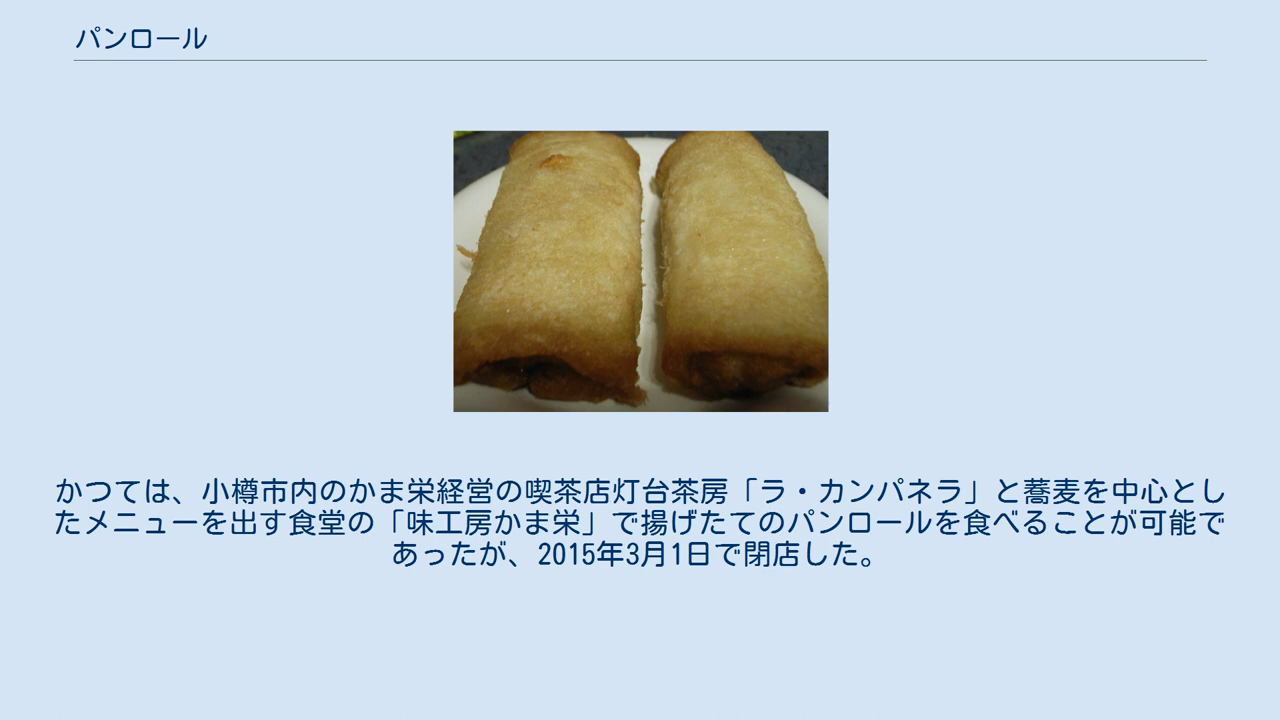 パンロール
かつては、小樽市内のかま栄経営の喫茶店灯台茶房「ラ・カンパネラ」と蕎麦を中心とし
たメニューを出す食堂の「味工房かま栄」で揚げたてのパンロールを食べることが可能で
あったが、2015年3月1日で閉店した。